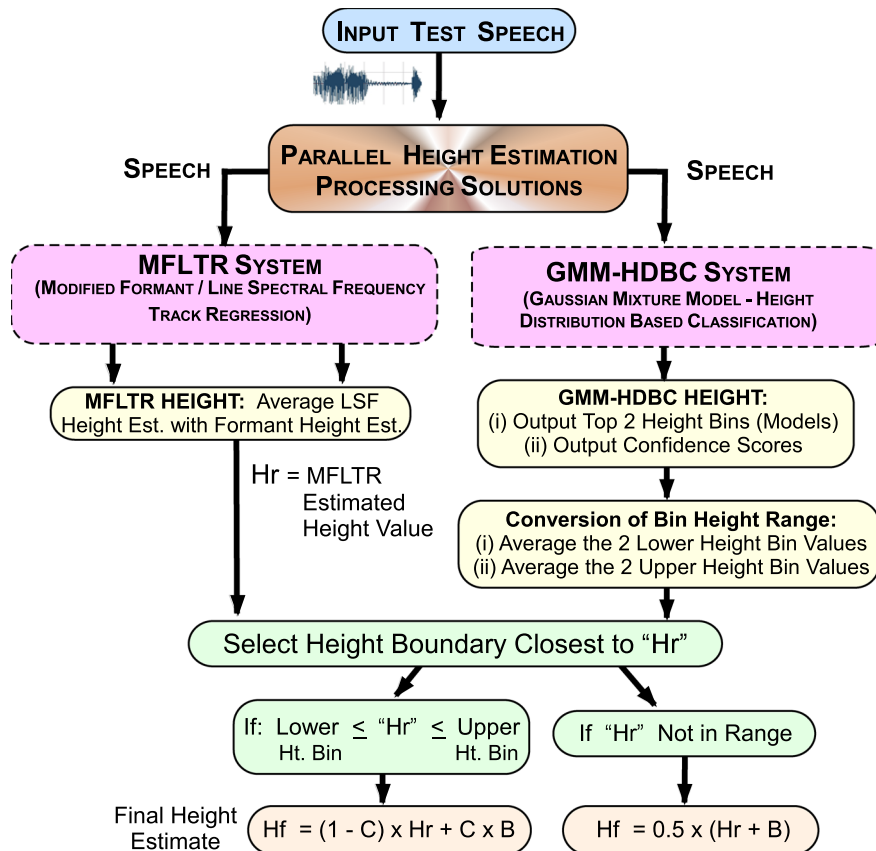 INPUT TEST SPEECH
PARALLEL HEIGHT ESTIMATION
PROCESSING SOLUTIONS
SPEECH
SPEECH
MFLTR SYSTEM
(MODIFIED FORMANT / LINE SPECTRAL FREQUENCY
TRACK REGRESSION)
GMM-HDBC SYSTEM
(GAUSSIAN MIXTURE MODEL - HEIGHT
DISTRIBUTION BASED CLASSIFICATION)
MFLTR HEIGHT: Average LSF
Height Est. with Formant Height Est.
GMM-HDBC HEIGHT:
(i) Output Top 2 Height Bins (Models)
(ii) Output Confidence Scores
Hr = MFLTR
Estimated
Height Value
Conversion of Bin Height Range:
(i) Average the 2 Lower Height Bin Values
(ii) Average the 2 Upper Height Bin Values
Select Height Boundary Closest to “Hr”
If: Lower ≤ “Hr” ≤ Upper
Ht. Bin Ht. Bin
If “Hr” Not in Range
Final Height
Estimate
Hf = (1 - C) x Hr + C x B
Hf = 0.5 x (Hr + B)